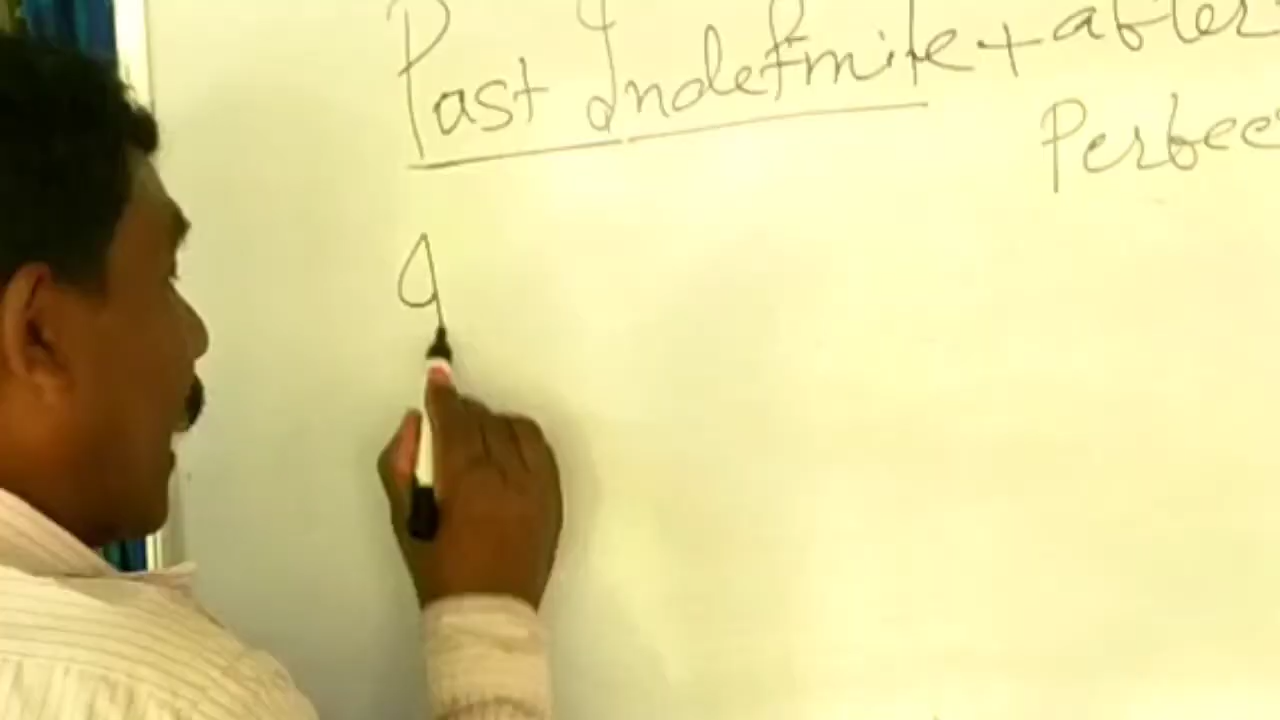 Past Indefinite + after
Perfec
I